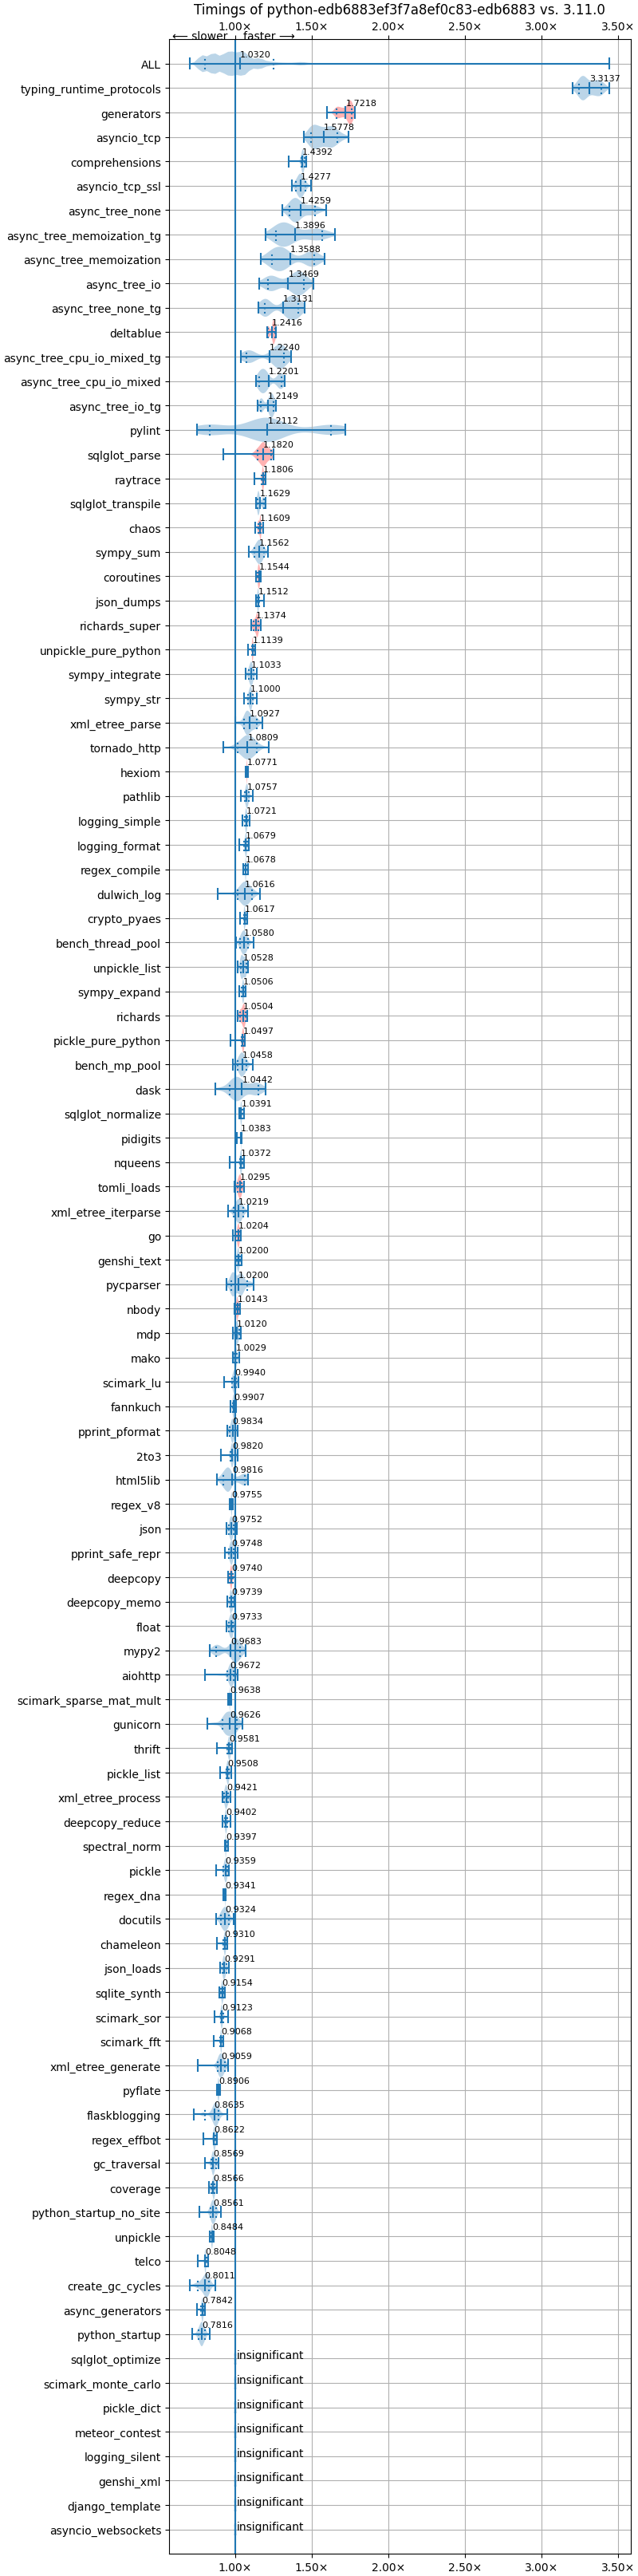 Timings of python-edb6883ef3f7a8ef0c83-edb6883 vs. 3.11.0
1.00× 1.50× 2.00× 2.50× 3.00× 3.50×
⟵ slower faster ⟶
ALL 1.0320
typing_runtime_protocols 3.3137
generators 1.7218
asyncio_tcp 1.5778
comprehensions 1.4392
asyncio_tcp_ssl 1.4277
async_tree_none 1.4259
async_tree_memoization_tg 1.3896
async_tree_memoization 1.3588
async_tree_io 1.3469
async_tree_none_tg 1.3131
deltablue 1.2416
async_tree_cpu_io_mixed_tg 1.2240
async_tree_cpu_io_mixed 1.2201
async_tree_io_tg 1.2149
pylint 1.2112
sqlglot_parse 1.1820
raytrace 1.1806
sqlglot_transpile 1.1629
chaos 1.1609
sympy_sum 1.1562
coroutines 1.1544
json_dumps 1.1512
richards_super 1.1374
unpickle_pure_python 1.1139
sympy_integrate 1.1033
sympy_str 1.1000
xml_etree_parse 1.0927
tornado_http 1.0809
hexiom 1.0771
pathlib 1.0757
logging_simple 1.0721
logging_format 1.0679
regex_compile 1.0678
dulwich_log 1.0616
crypto_pyaes 1.0617
bench_thread_pool 1.0580
unpickle_list 1.0528
sympy_expand 1.0506
richards 1.0504
pickle_pure_python 1.0497
bench_mp_pool 1.0458
dask 1.0442
sqlglot_normalize 1.0391
pidigits 1.0383
nqueens 1.0372
tomli_loads 1.0295
xml_etree_iterparse 1.0219
go 1.0204
genshi_text 1.0200
pycparser 1.0200
nbody 1.0143
mdp 1.0120
mako 1.0029
scimark_lu 0.9940
fannkuch 0.9907
pprint_pformat 0.9834
2to3 0.9820
html5lib 0.9816
regex_v8 0.9755
json 0.9752
pprint_safe_repr 0.9748
deepcopy 0.9740
deepcopy_memo 0.9739
float 0.9733
mypy2 0.9683
aiohttp 0.9672
scimark_sparse_mat_mult 0.9638
gunicorn 0.9626
thrift 0.9581
pickle_list 0.9508
xml_etree_process 0.9421
deepcopy_reduce 0.9402
spectral_norm 0.9397
pickle 0.9359
regex_dna 0.9341
docutils 0.9324
chameleon 0.9310
json_loads 0.9291
sqlite_synth 0.9154
scimark_sor 0.9123
scimark_fft 0.9068
xml_etree_generate 0.9059
pyflate 0.8906
flaskblogging 0.8635
regex_effbot 0.8622
gc_traversal 0.8569
coverage 0.8566
python_startup_no_site 0.8561
unpickle 0.8484
telco 0.8048
create_gc_cycles 0.8011
async_generators 0.7842
python_startup 0.7816
sqlglot_optimize insignificant
scimark_monte_carlo insignificant
pickle_dict insignificant
meteor_contest insignificant
logging_silent insignificant
genshi_xml insignificant
django_template insignificant
asyncio_websockets insignificant
1.00× 1.50× 2.00× 2.50× 3.00× 3.50×